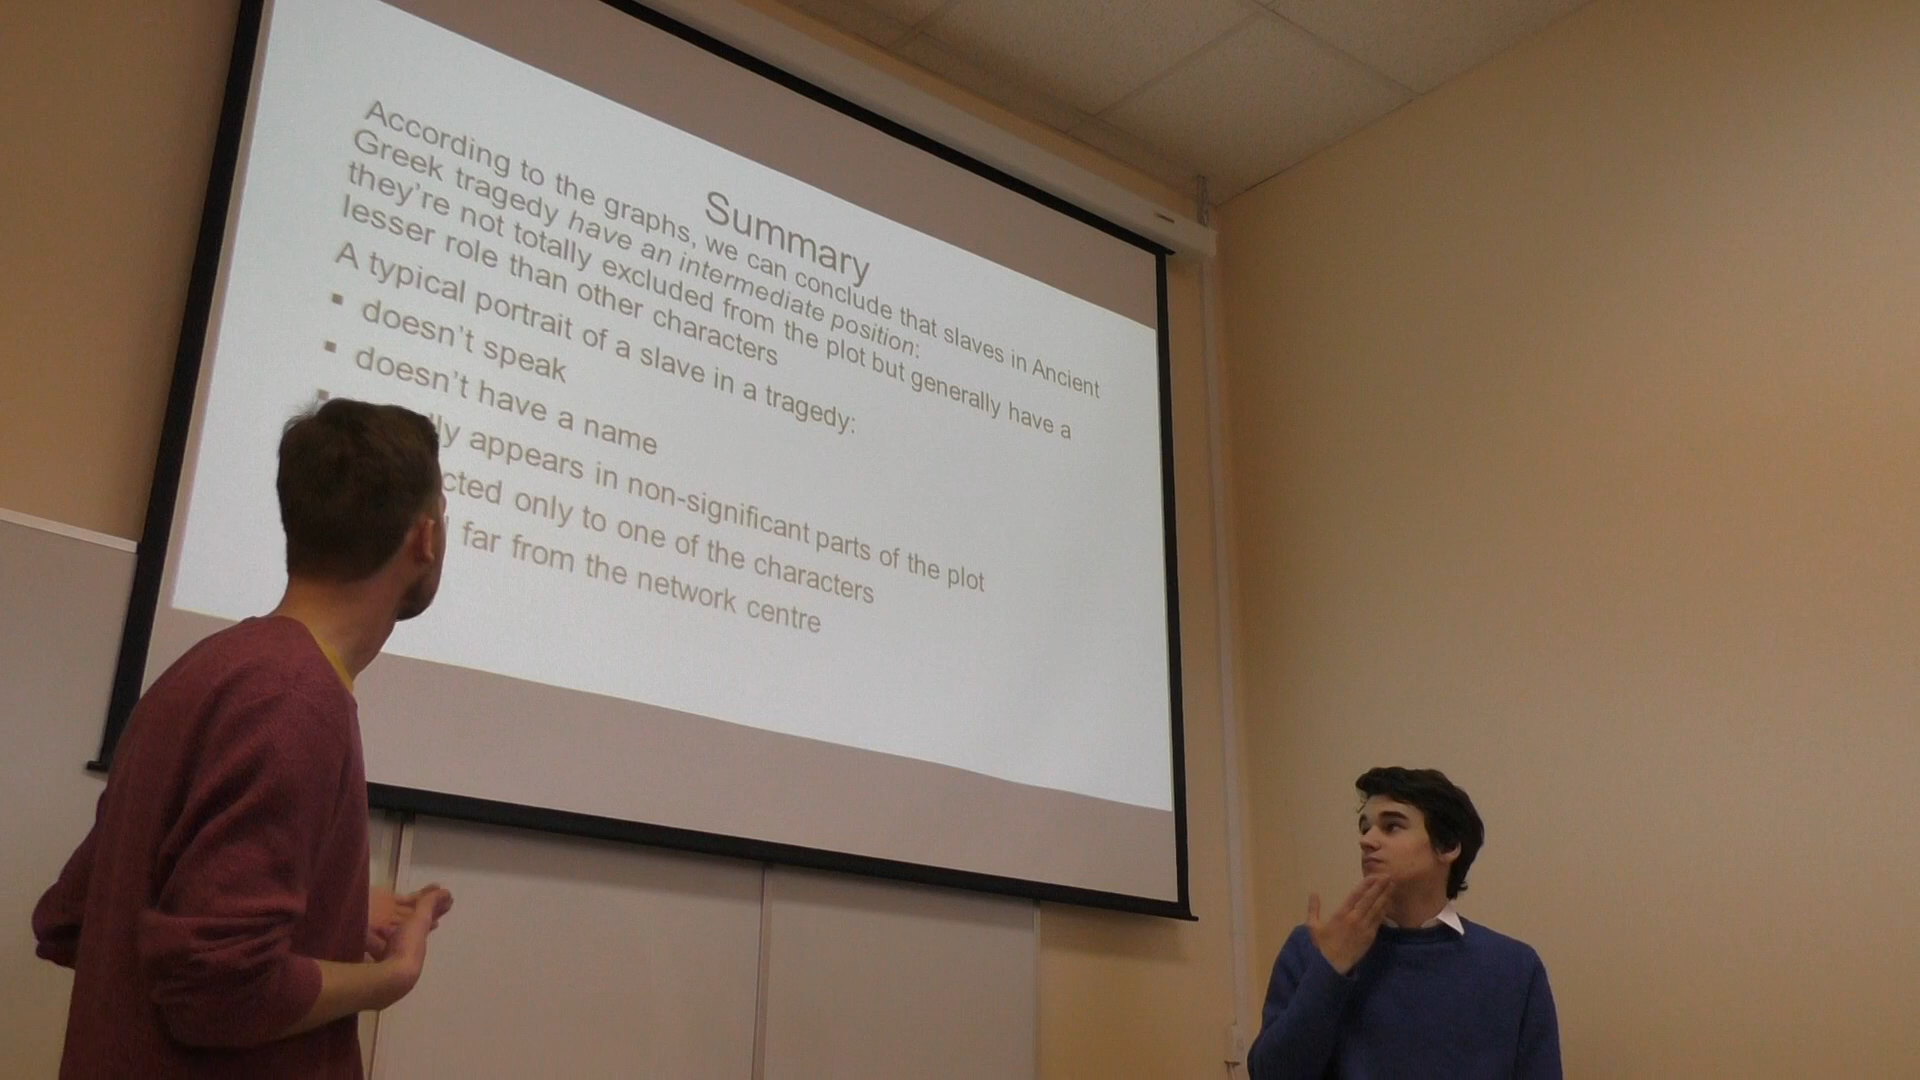 Summary
According to the graphs, we can conclude that slaves in Ancient
Greek tragedy have an intermediate position:
they're not totally excluded from the plot but generally have a
lesser role than other characters
A typical portrait of a slave in a tragedy:
▪ doesn't speak
▪ doesn't have a name
appears in non-significant parts of the plot
only to one of the characters
far from the network centre